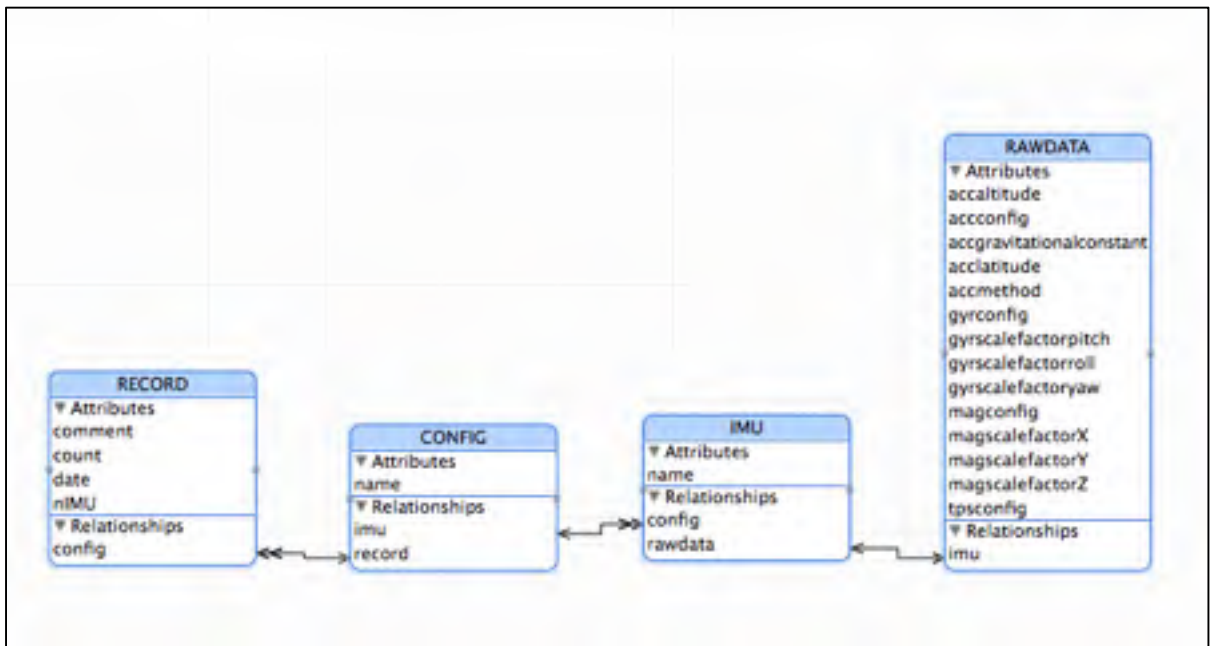 RECORD
▼ Attributes
comment
count
date
nIMU
▼ Relationships
config
CONFIG
▼ Attributes
name
▼ Relationships
imu
record
IMU
▼ Attributes
name
▼ Relationships
config
rawdata
RAWDATA
▼ Attributes
accaltitude
accconfig
accgravitationalconstant
acclatitude
accmethod
gyrconfig
gyrscalefactorpitch
gyrscalefactorroll
gyrscalefactoryaw
magconfig
magscalefactorX
magscalefactorY
magscalefactorZ
tpsconfig
▼ Relationships
imu